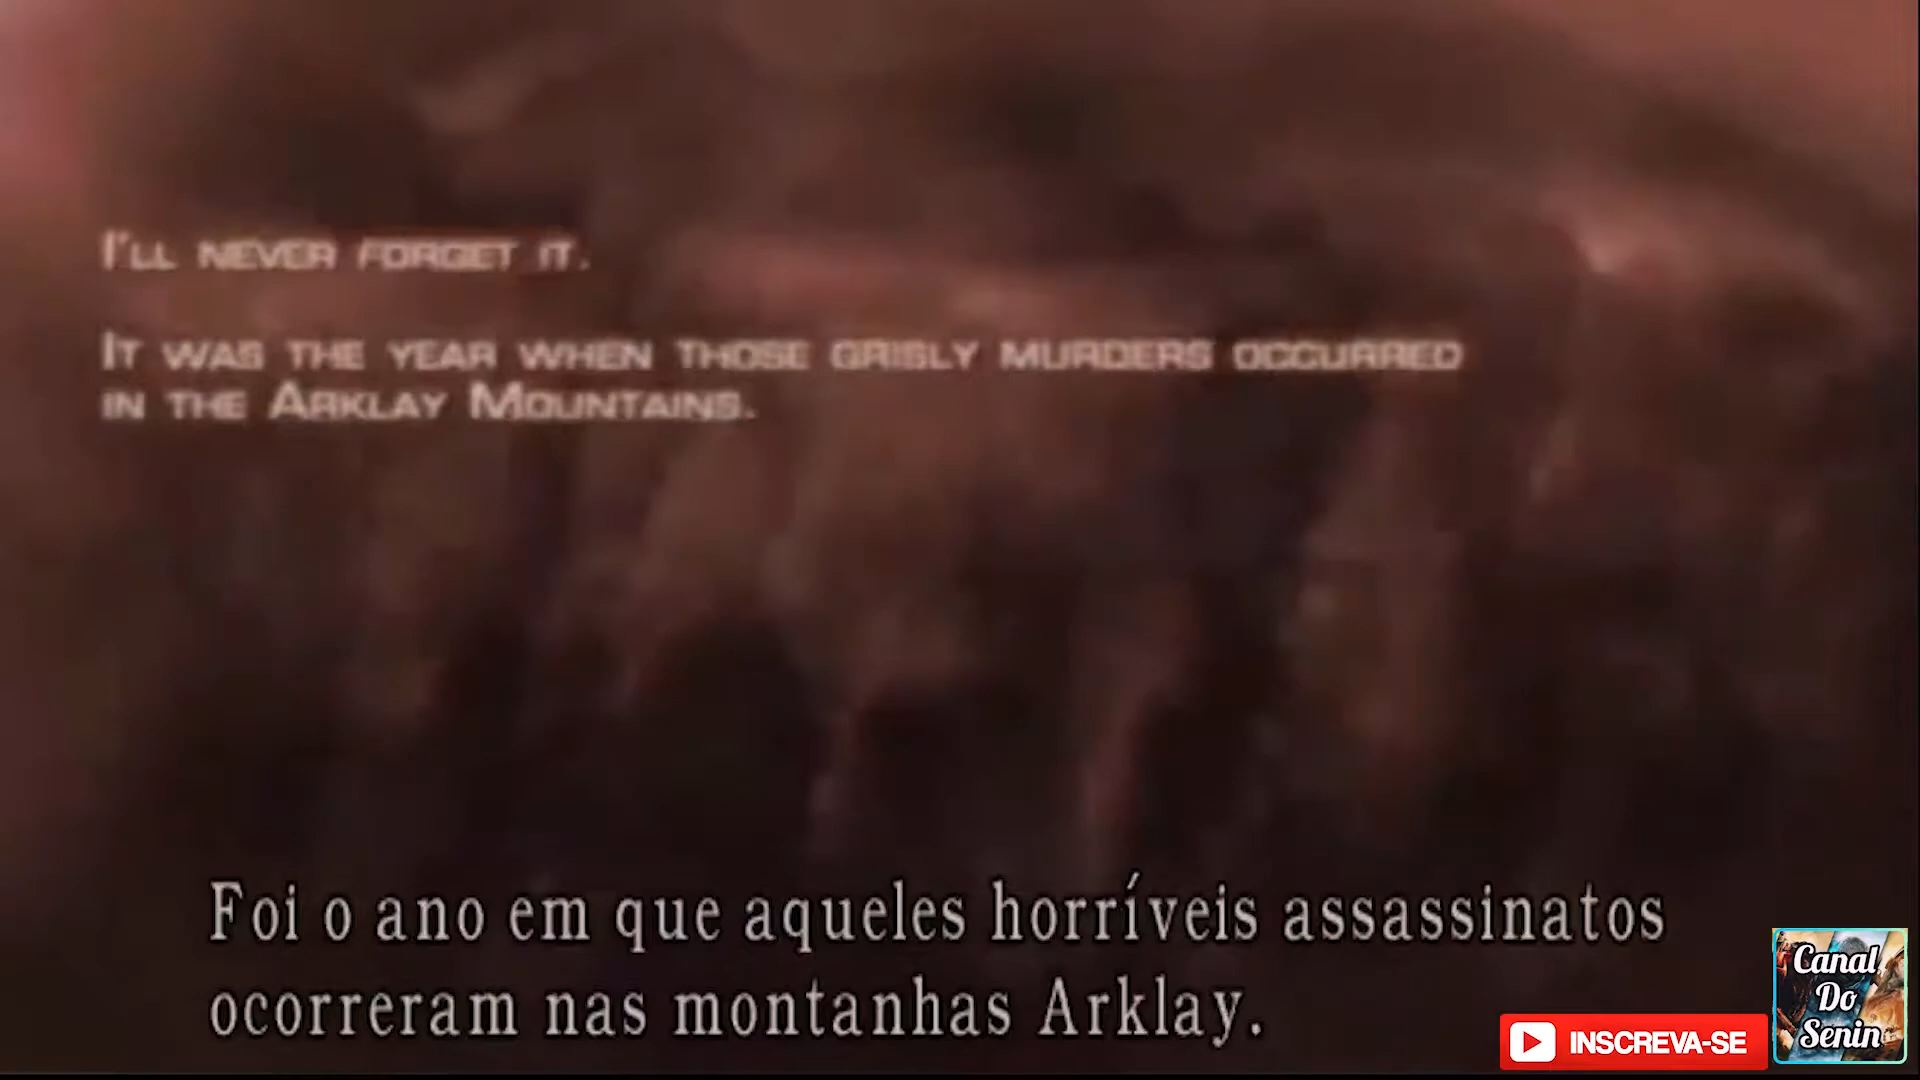 I'LL NEVER FORGET IT.
IT WAS THE YEAR WHEN THOSE GRISLY MURDERS OCCURRED
IN THE ARKLAY MOUNTAINS.
Foi o ano em que aqueles horríveis assassinatos
ocorreram nas montanhas Arklay.
INSCREVA-SE
Canal
Do
Senin